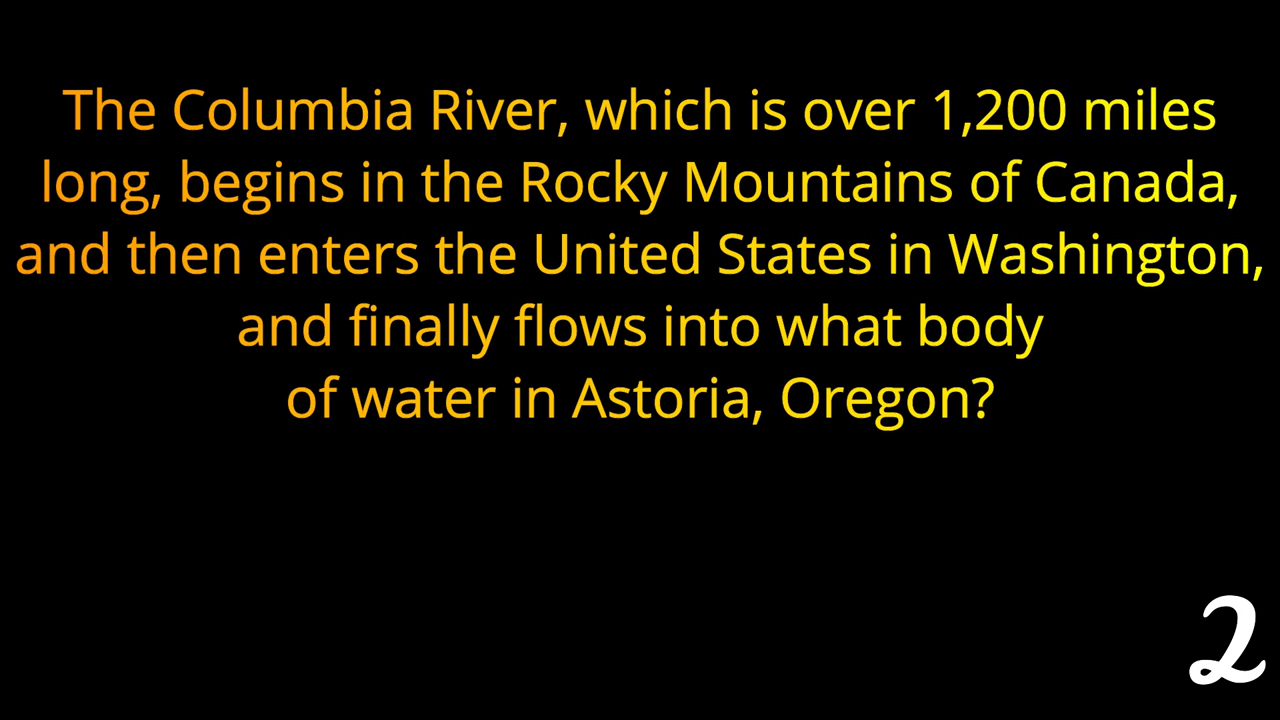 The Columbia River, which is over 1,200 miles
long, begins in the Rocky Mountains of Canada,
and then enters the United States in Washington,
and finally flows into what body
of water in Astoria, Oregon?
2